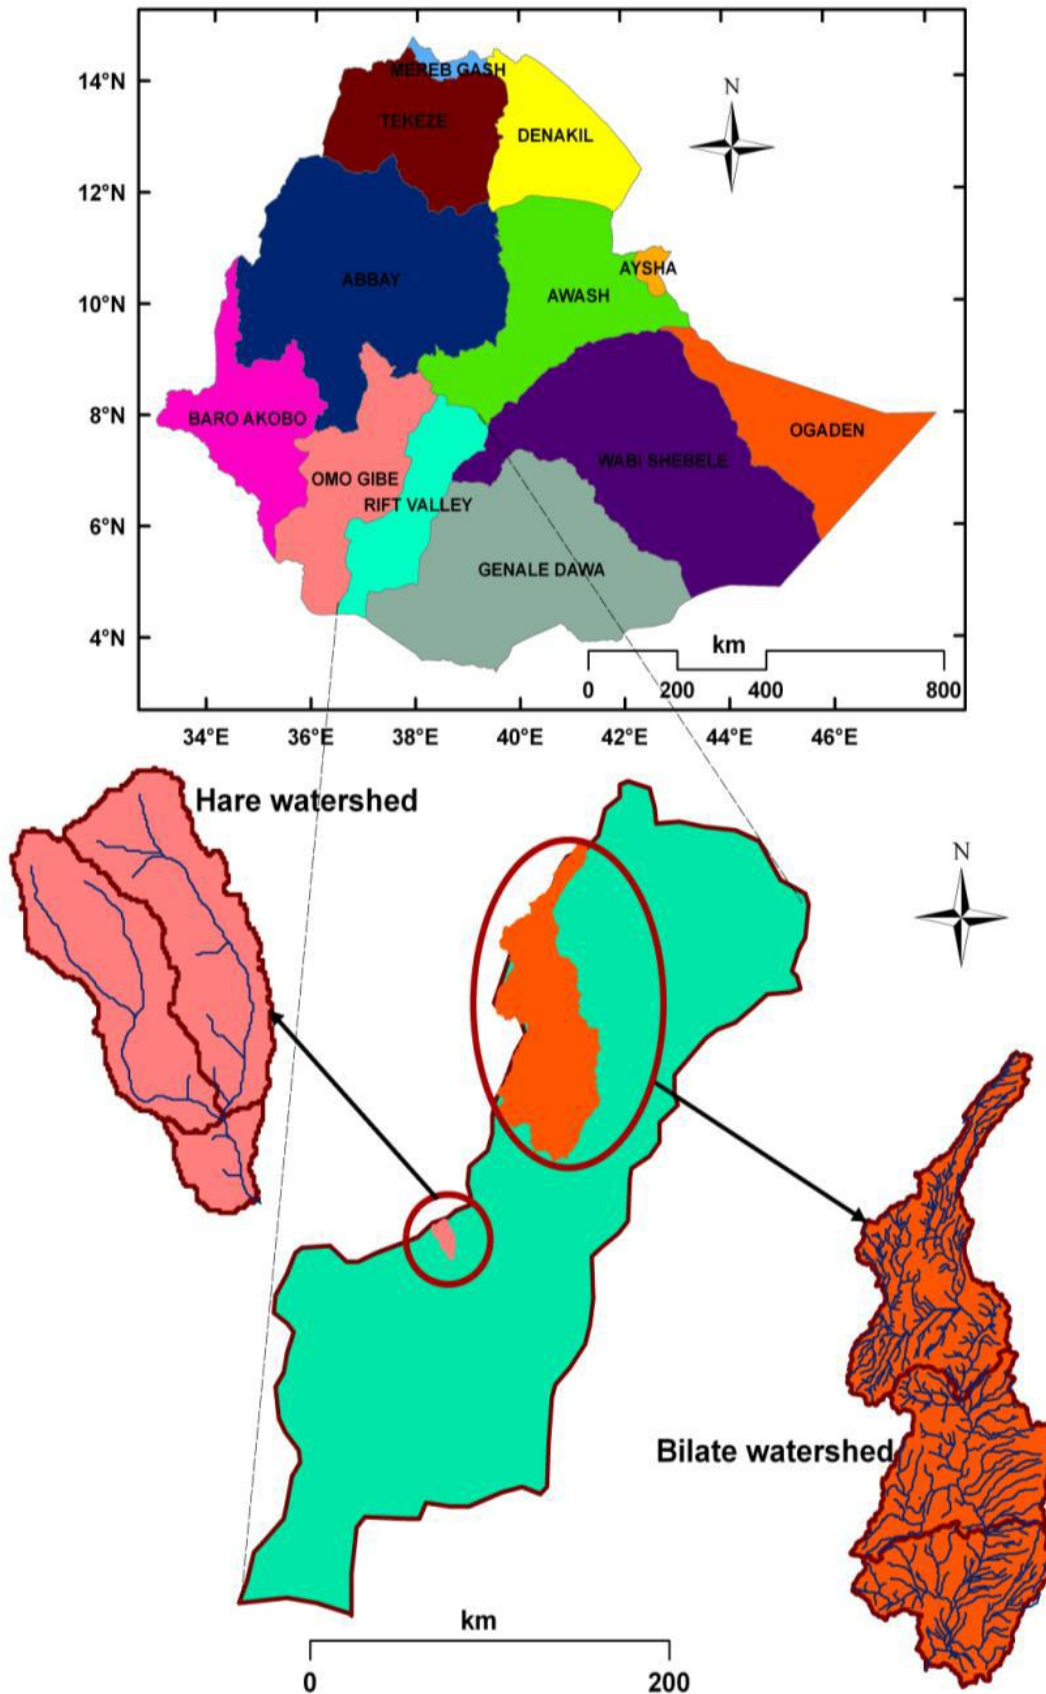 MEREB GASH
14°N
TEKEZE
DENAKIL
N
12°N
AYSHA
ABBAY
AWASH
10°N
8°N
BARO AKOBO
OGADEN
WABI SHEBELE
OMO GIBE
RIFT VALLEY
6°N
GENALE DAWA
4°N
km
0 200 400 800
34°E 36°E 38°E 40°E 42°E 44°E 46°E
Hare watershed
N
Bilate watershed
km
0 200